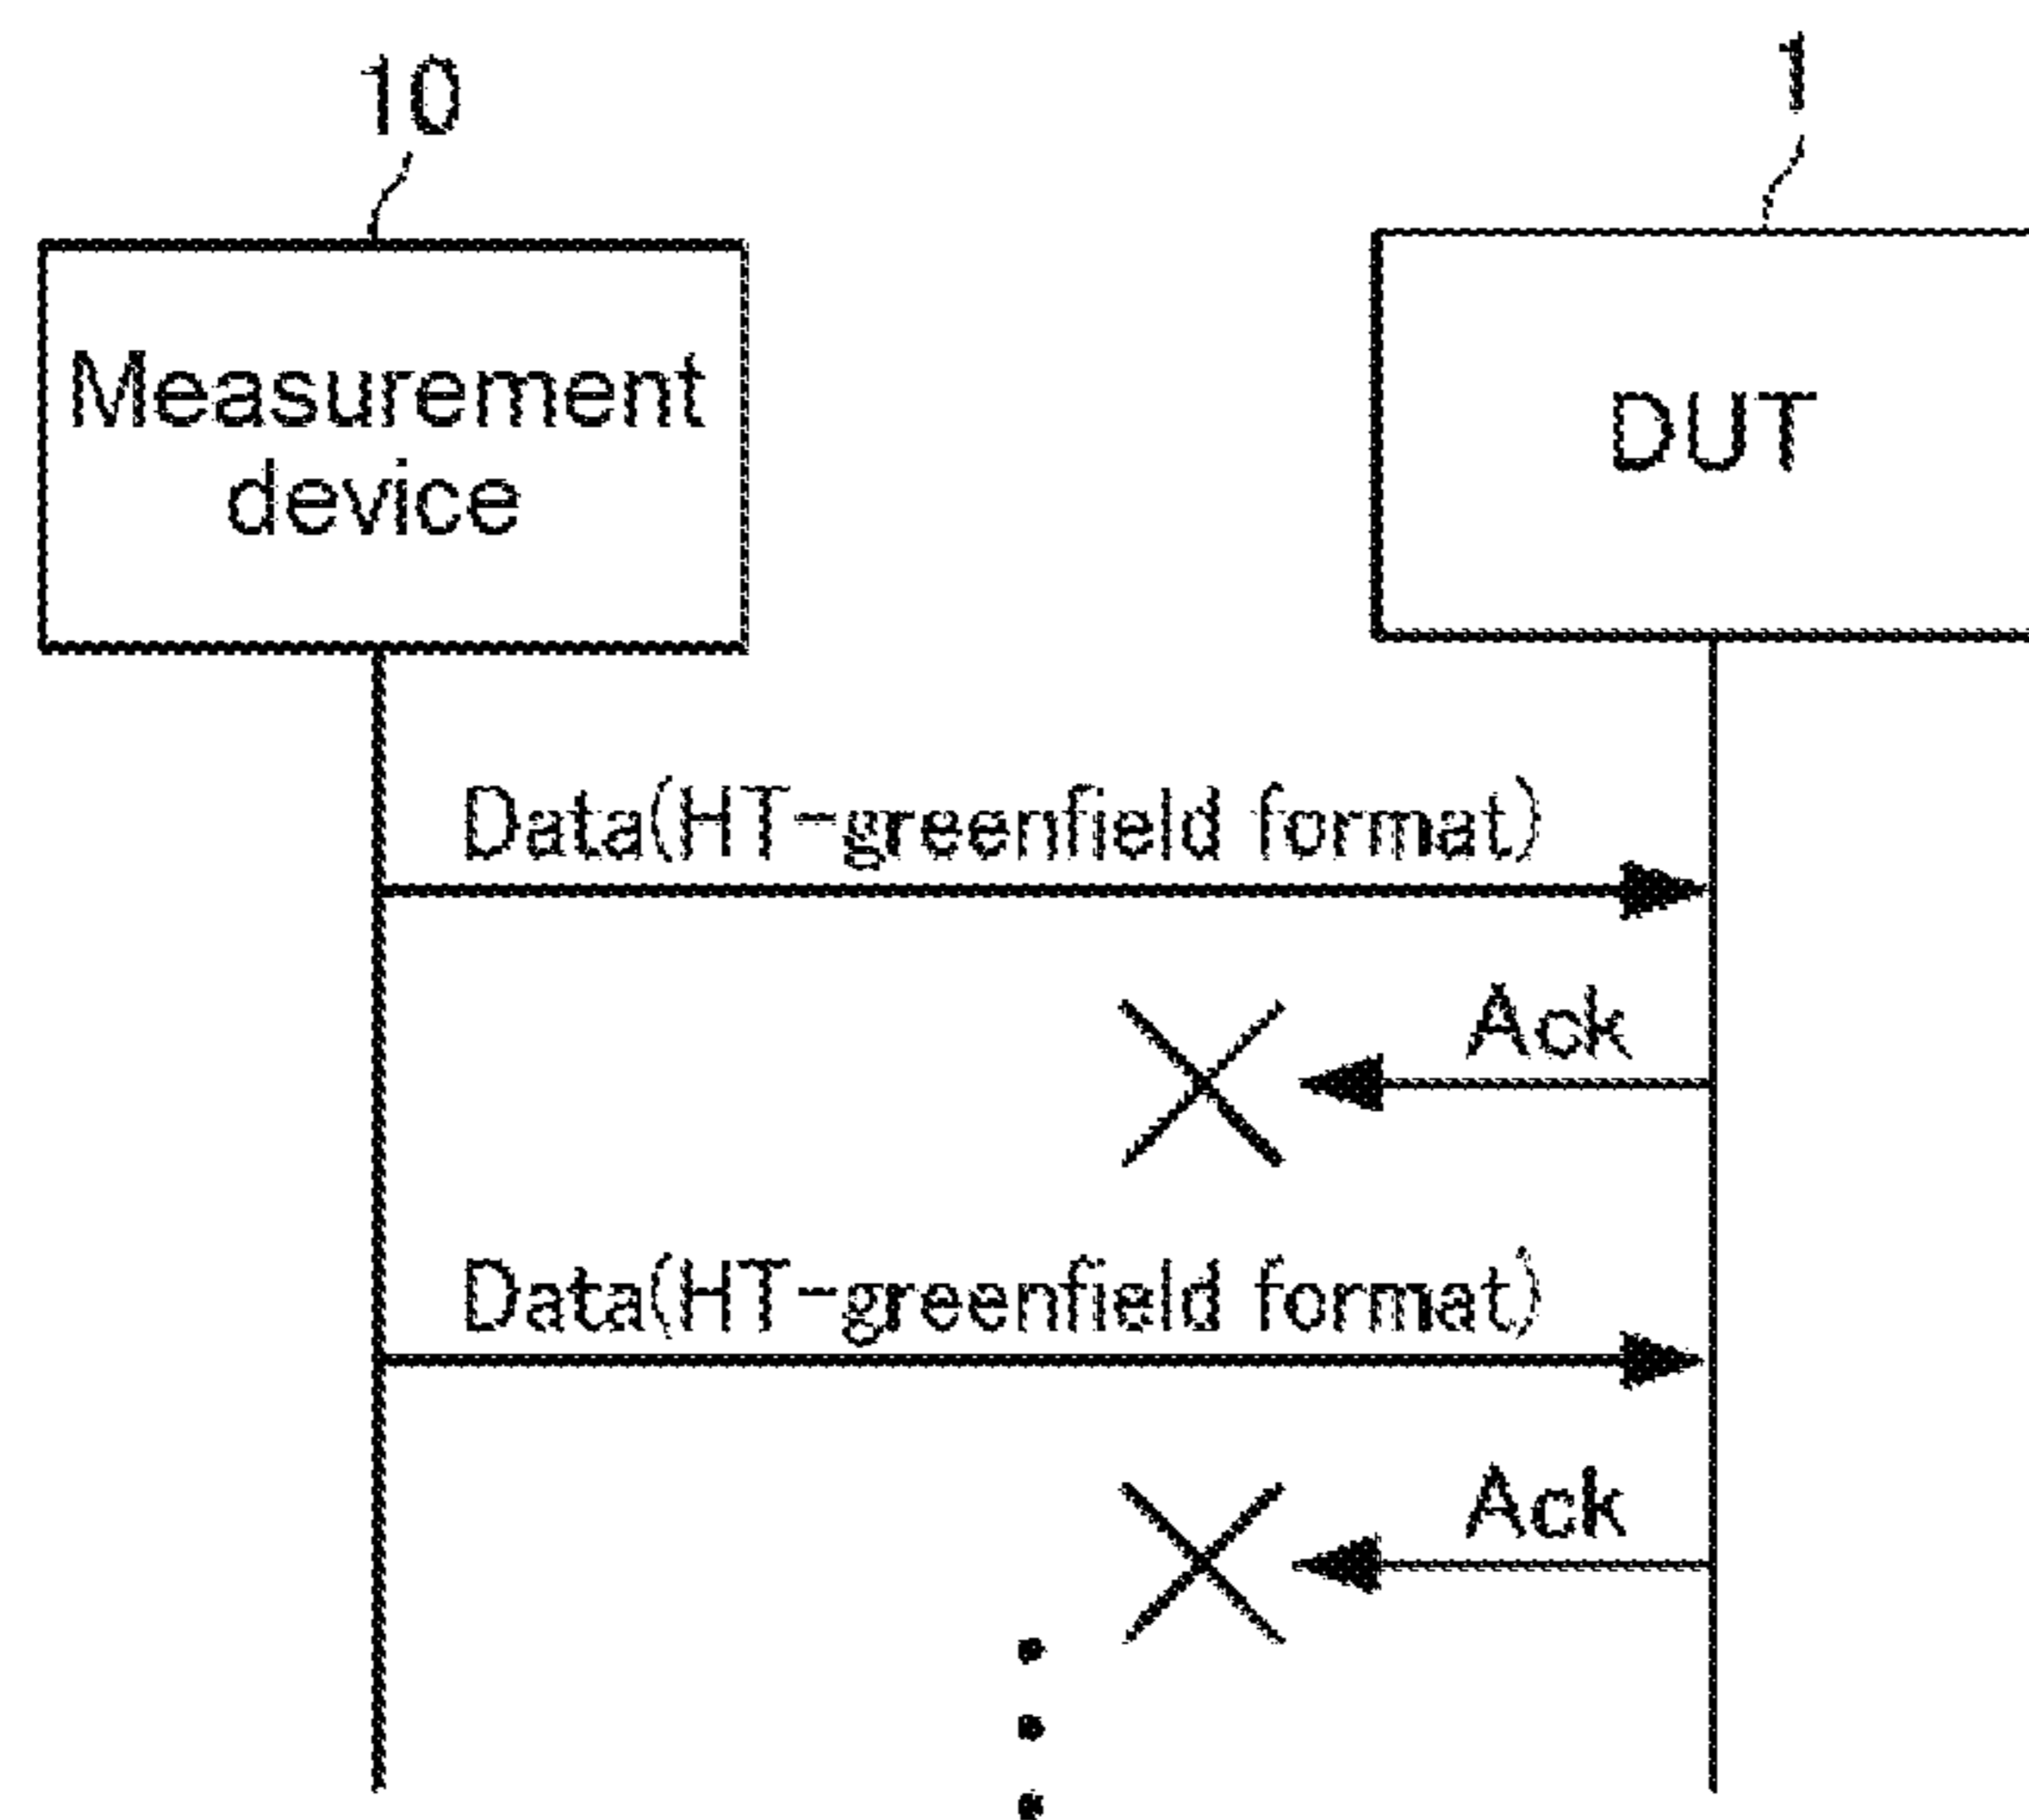 10
1
Measurement
device
DUT
Data(HT-greenfield format)
Ack
Data(HT-greenfield format)
Ack